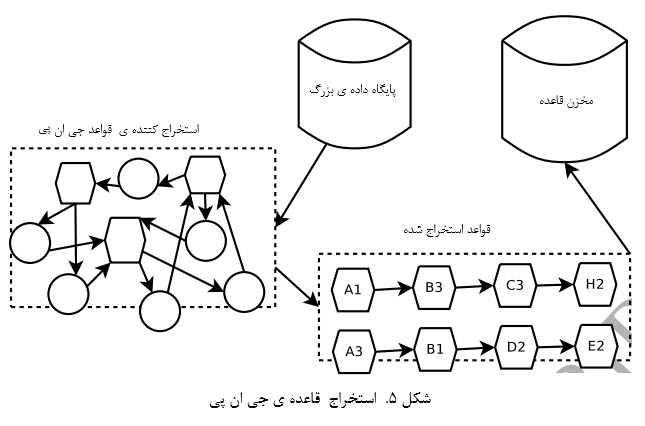 پایگاه داده ی بزرگ
مخزن قاعده
استخراج کننده ی قواعد جی ان پی
قواعد استخراج شده
A1 B3 C3 H2
A3 B1 D2 E2
شکل ۵. استخراج قاعده ی جی ان پی